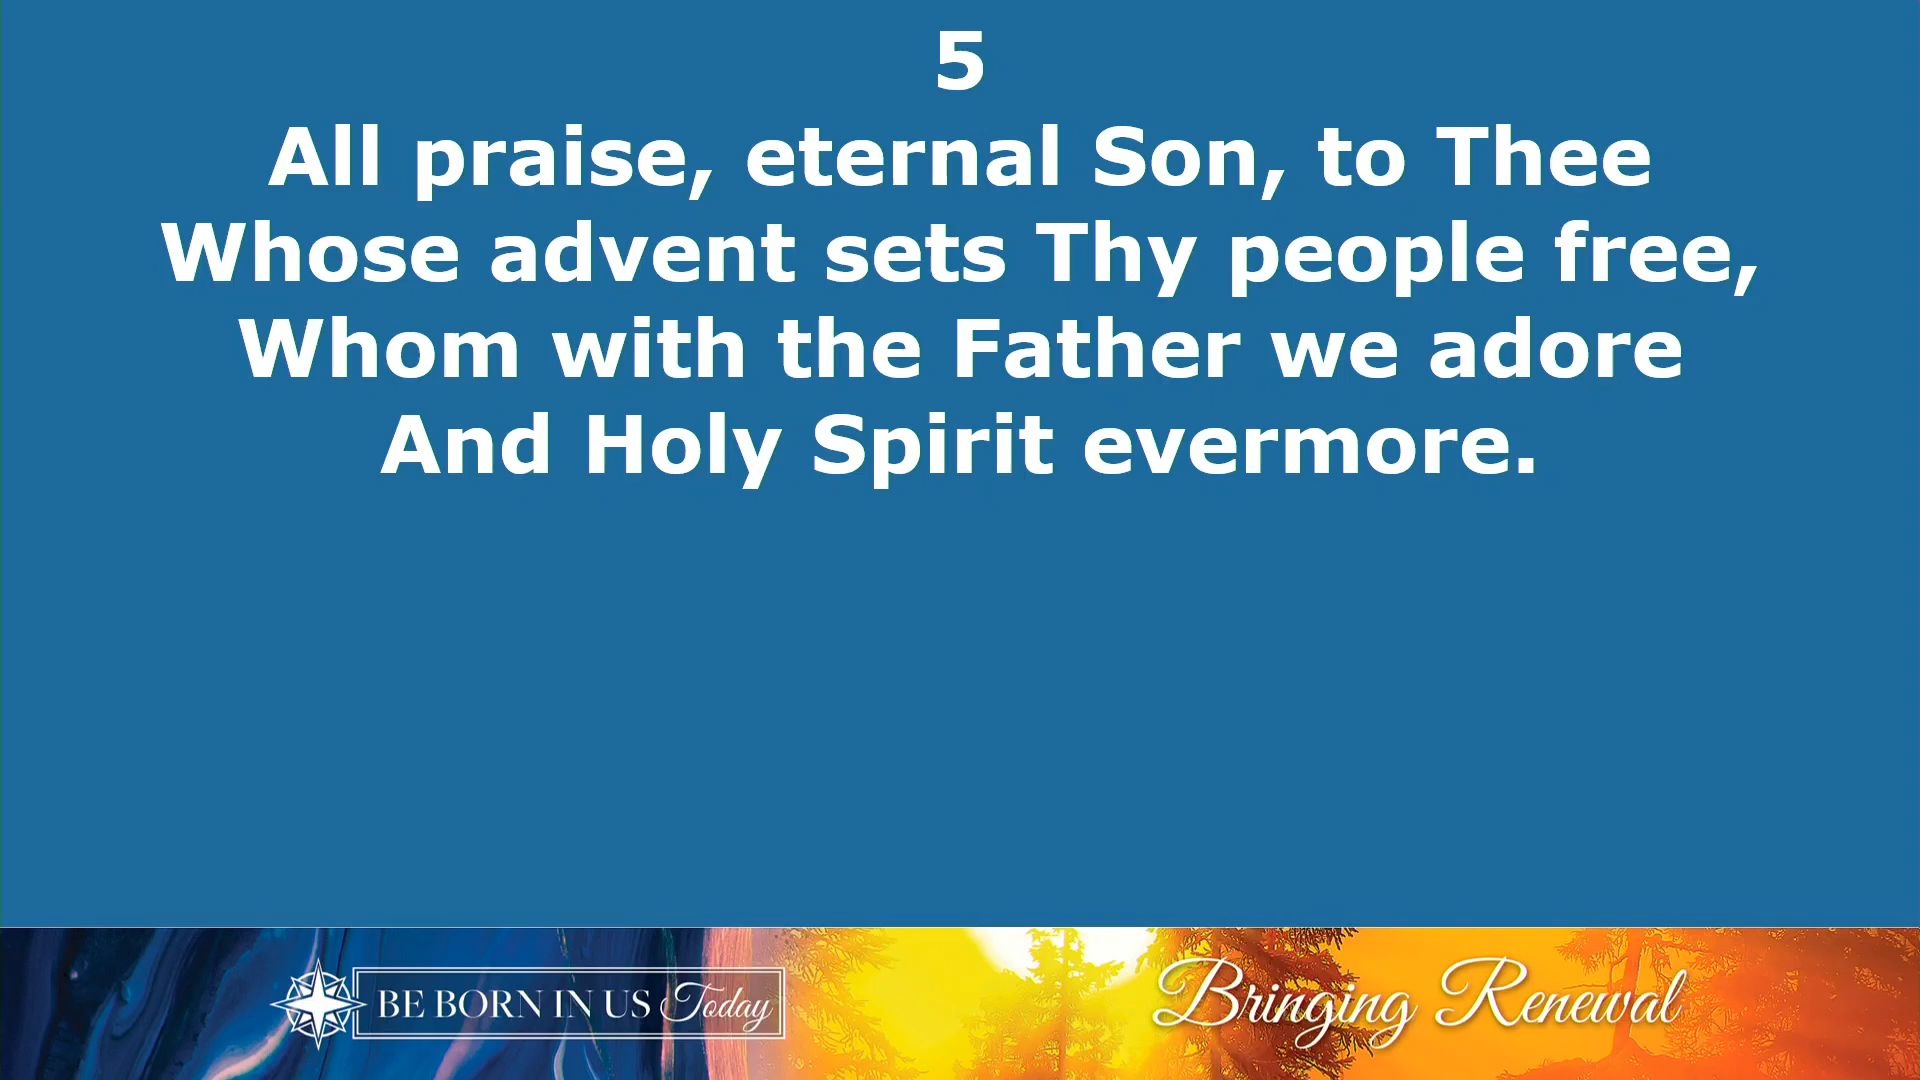 5
All praise, eternal Son, to Thee
Whose advent sets Thy people free,
Whom with the Father we adore
And Holy Spirit evermore.
BE BORN IN US Today
Bringing Renewal